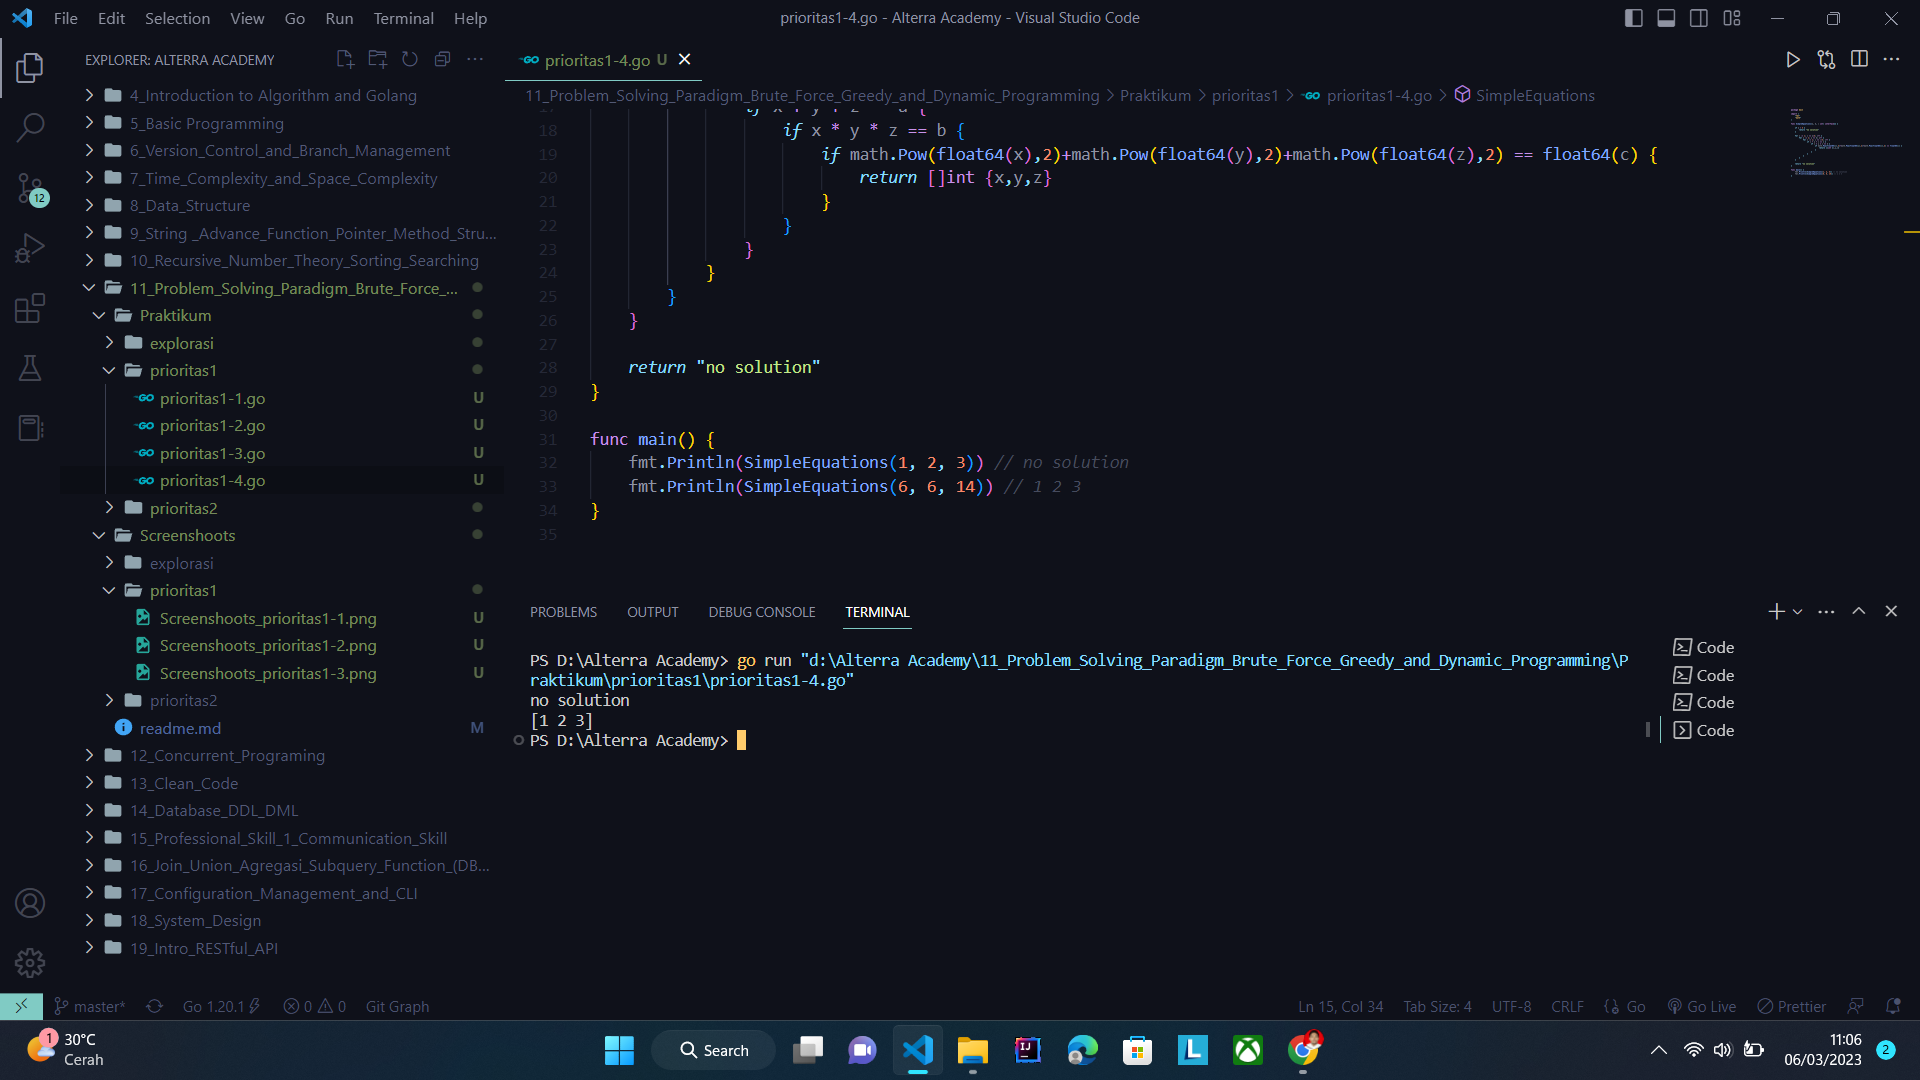 File Edit Selection View Go Run Terminal Help
prioritas1-4.go - Alterra Academy - Visual Studio Code
EXPLORER: ALTERRA ACADEMY
4_Introduction to Algorithm and Golang
5_Basic Programming
6_Version_Control_and_Branch_Management
7_Time_Complexity_and_Space_Complexity
8_Data_Structure
9_String _Advance_Function_Pointer_Method_Stru...
10_Recursive_Number_Theory_Sorting_Searching
11_Problem_Solving_Paradigm_Brute_Force_...
Praktikum
explorasi
prioritas1
prioritas1-1.go U
prioritas1-2.go U
prioritas1-3.go U
prioritas1-4.go U
prioritas2
Screenshoots
explorasi
prioritas1
Screenshoots_prioritas1-1.png U
Screenshoots_prioritas1-2.png U
Screenshoots_prioritas1-3.png U
prioritas2
readme.md M
12_Concurrent_Programing
13_Clean_Code
14_Database_DDL_DML
15_Professional_Skill_1_Communication_Skill
16_Join_Union_Agregasi_Subquery_Function_(DB...
17_Configuration_Management_and_CLI
18_System_Design
19_Intro_RESTful_API
12
prioritas1-4.go U
11_Problem_Solving_Paradigm_Brute_Force_Greedy_and_Dynamic_Programming > Praktikum > prioritas1 > prioritas1-4.go > SimpleEquations
18 if x * y * z == b {
19 if math.Pow(float64(x),2)+math.Pow(float64(y),2)+math.Pow(float64(z),2) == float64(c) {
20 return []int {x,y,z}
21 }
22 }
23 }
24 }
25 }
26 }
27
28 return "no solution"
29 }
30
31 func main() {
32 fmt.Println(SimpleEquations(1, 2, 3)) // no solution
33 fmt.Println(SimpleEquations(6, 6, 14)) // 1 2 3
34 }
35
PROBLEMS OUTPUT DEBUG CONSOLE TERMINAL
PS D:\Alterra Academy> go run "d:\Alterra Academy\11_Problem_Solving_Paradigm_Brute_Force_Greedy_and_Dynamic_Programming\P
raktikum\prioritas1\prioritas1-4.go"
no solution
[1 2 3]
PS D:\Alterra Academy>
Code
Code
Code
Code
master* Go 1.20.1 0 0 Git Graph
Ln 15, Col 34 Tab Size: 4 UTF-8 CRLF Go Go Live Prettier
1
30°C
Cerah
Search
11:06
06/03/2023
2